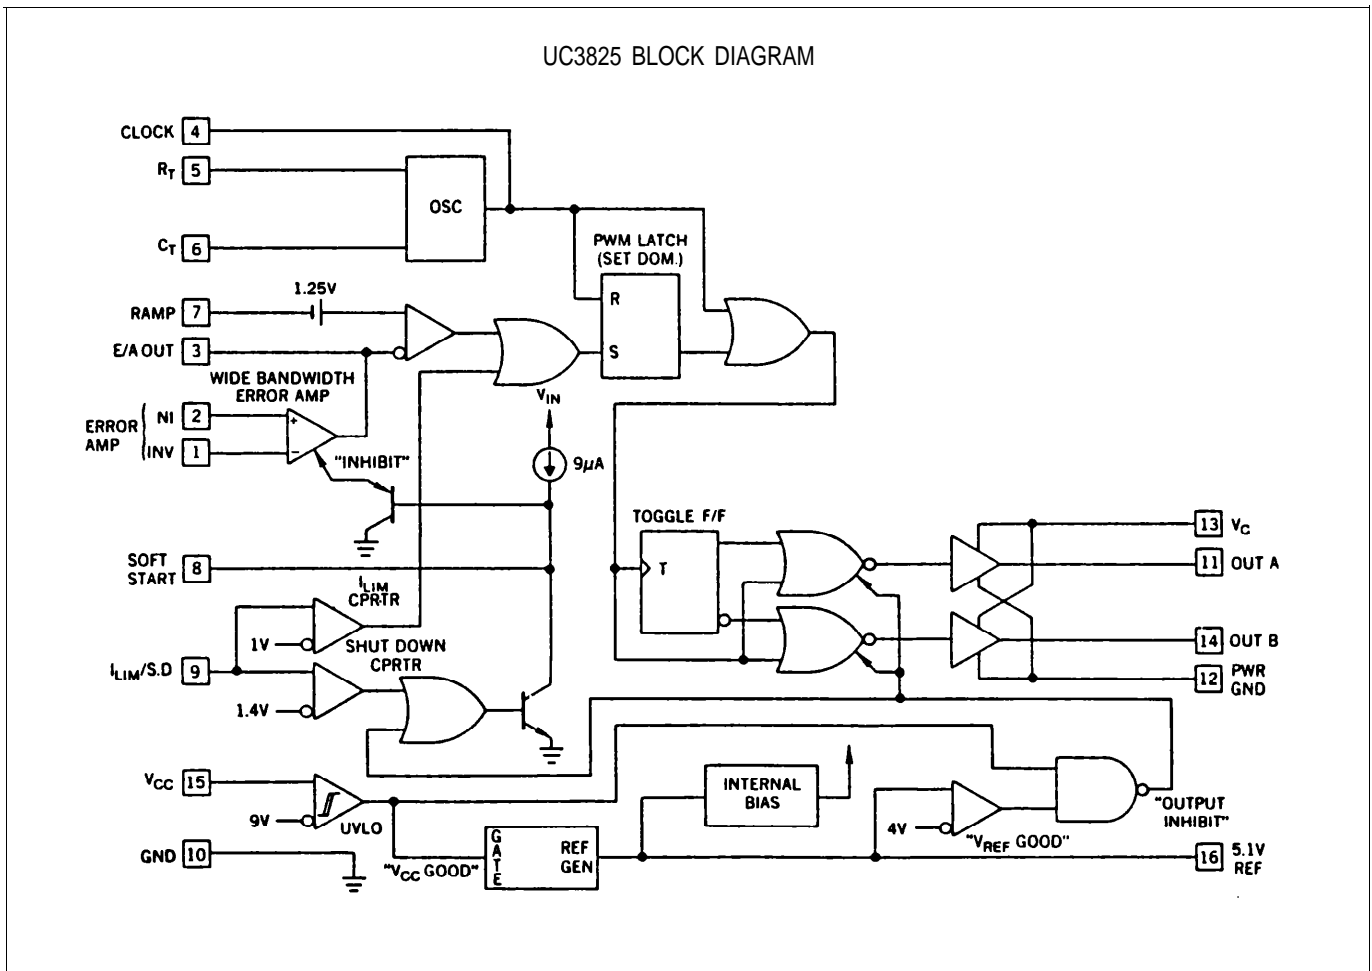 UC3825 BLOCK DIAGRAM
CLOCK 4
RT 5
OSC
CT 6
PWM LATCH
(SET DOM.)
1.25V
R
RAMP 7
E/A OUT 3
S
WIDE BANDWIDTH
ERROR AMP
VIN
ERROR
AMP
NI 2
+
INV 1
−
"INHIBIT"
9µA
TOGGLE F/F
13 VC
SOFT
START 8
T
11 OUT A
ILIM
CPRTR
1V
SHUT DOWN
CPRTR
14 OUT B
ILIM/S.D 9
12 PWR
GND
1.4V
VCC 15
INTERNAL
BIAS
9V
UVLO
4V
"OUTPUT
INHIBIT"
"VREF GOOD"
GND 10
"VCC GOOD"
GATE
REF
GEN
16 5.1V
REF